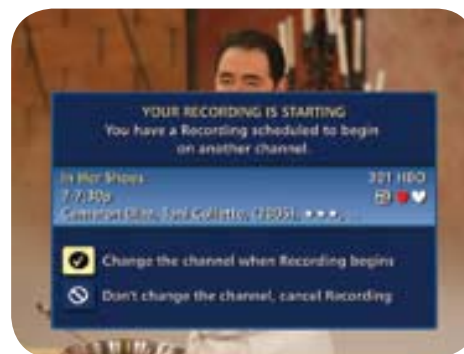 YOUR RECORDING IS STARTING
You have a Recording scheduled to begin
on another channel.
In Her Shoes 301 HBO
7-7:30p
Cameron Diaz, Toni Collette, (2005),
Change the channel when Recording begins
Don't change the channel, cancel Recording